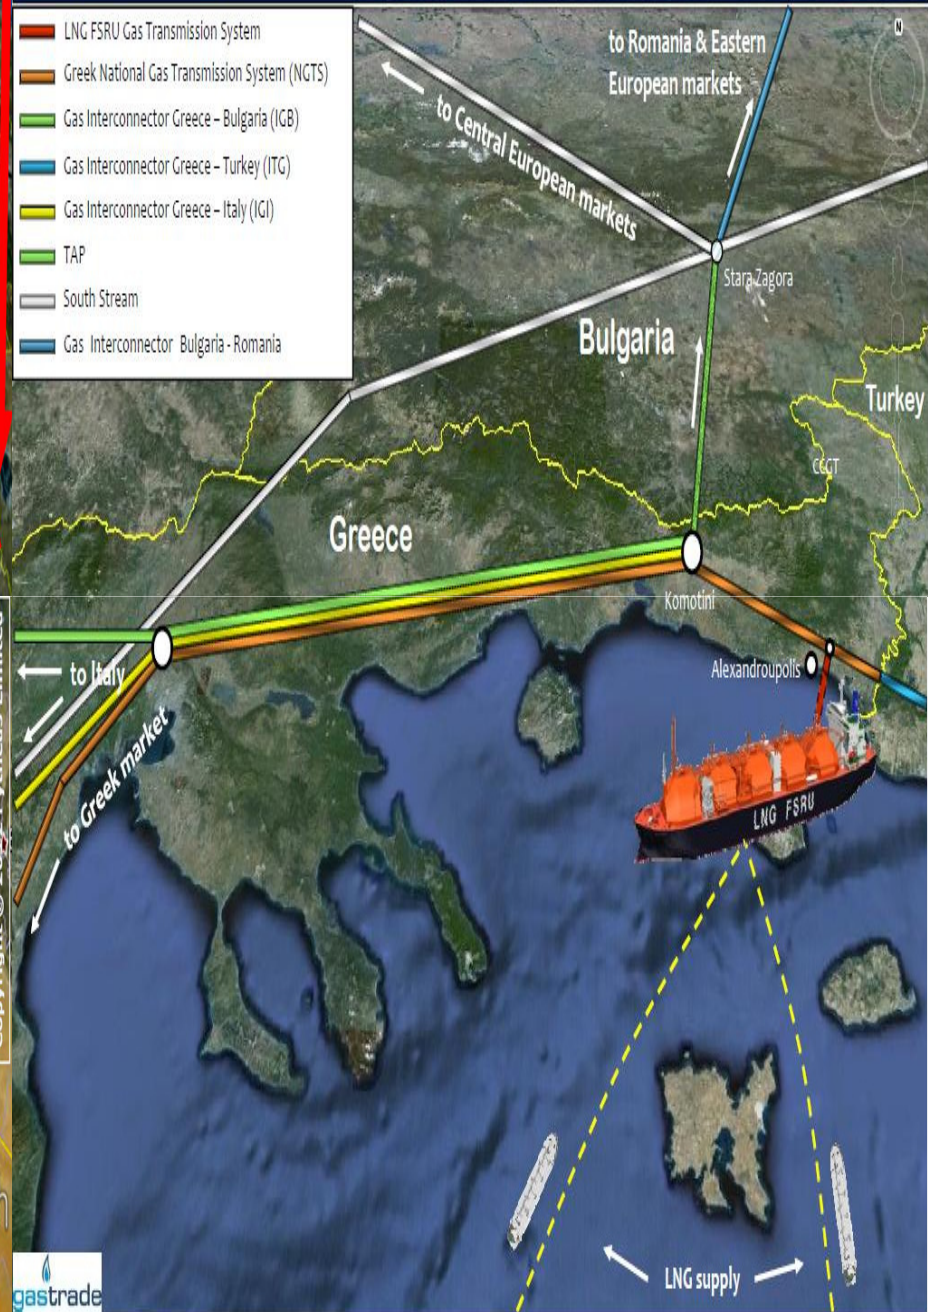 LNG FSRU Gas Transmission System
Greek National Gas Transmission System (NGTS)
Gas Interconnector Greece – Bulgaria (IGB)
Gas Interconnector Greece – Turkey (ITG)
Gas Interconnector Greece – Italy (IGI)
TAP
South Stream
Gas Interconnector Bulgaria - Romania
to Romania & Eastern
European markets
N
to Central European markets
Stara Zagora
Bulgaria
Turkey
CCGT
Greece
Komotini
Alexandroupolis
to Italy
to Greek market
LNG FSRU
LNG supply
gastrade